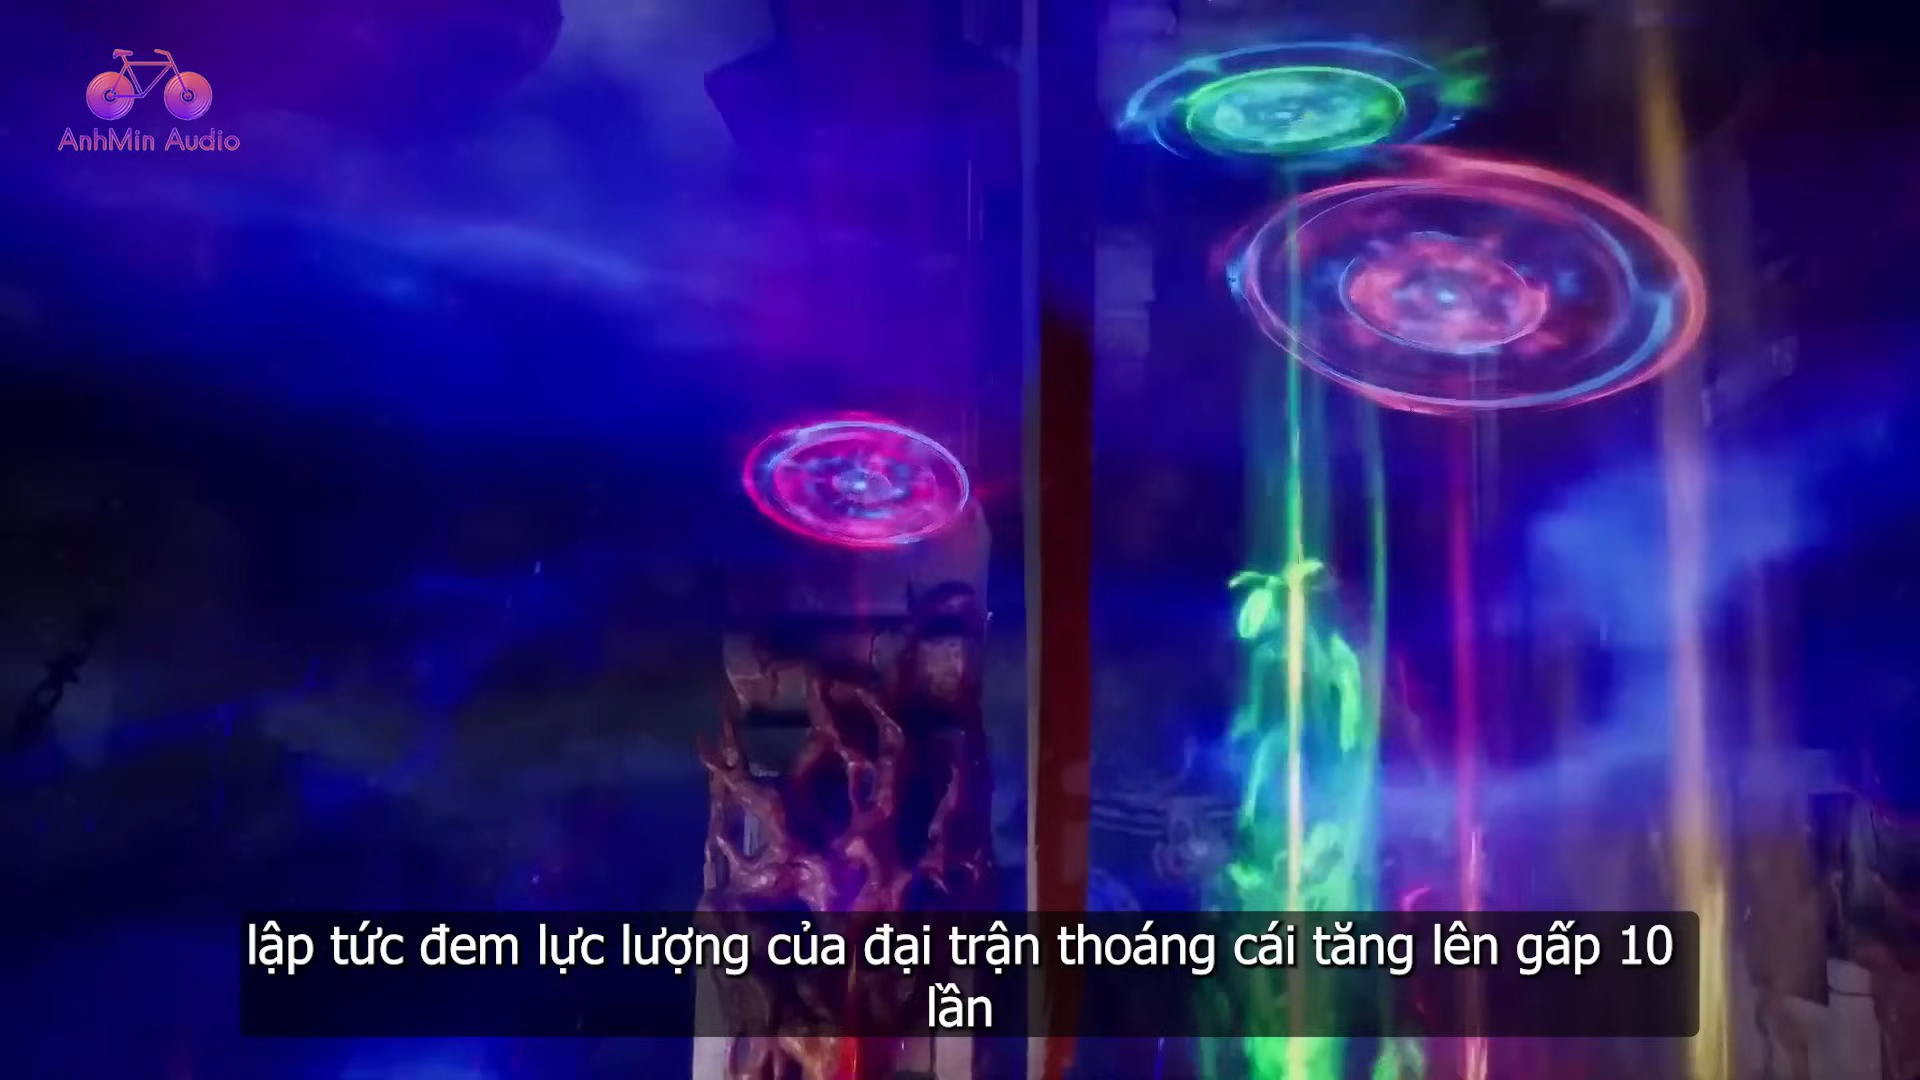 AnhMin Audio
lập tức đem lực lượng của đại trận thoáng cái tăng lên gấp 10
lần